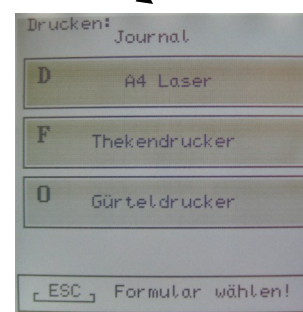 Drucken:
Journal
D A4 Laser
F Thekendrucker
O Gürteldrucker
ESC Formular wählen!